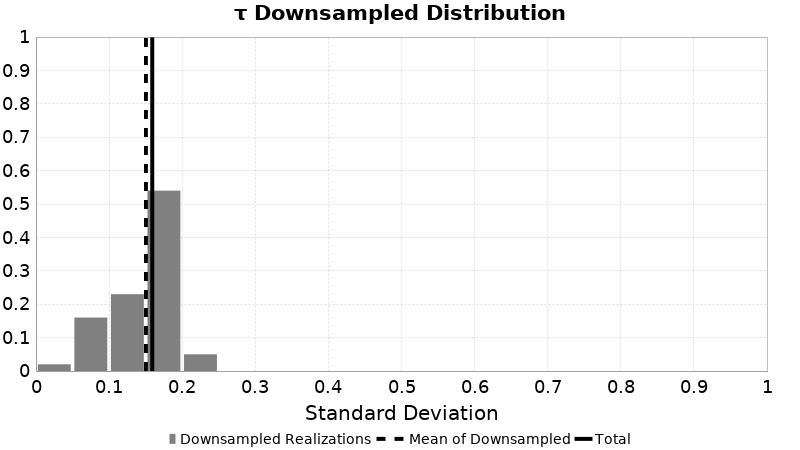 τ Downsampled Distribution
1
0.9
0.8
0.7
0.6
0.5
0.4
0.3
0.2
0.1
0
0 0.1 0.2 0.3 0.4 0.5 0.6 0.7 0.8 0.9 1
Standard Deviation
Downsampled Realizations Mean of Downsampled Total